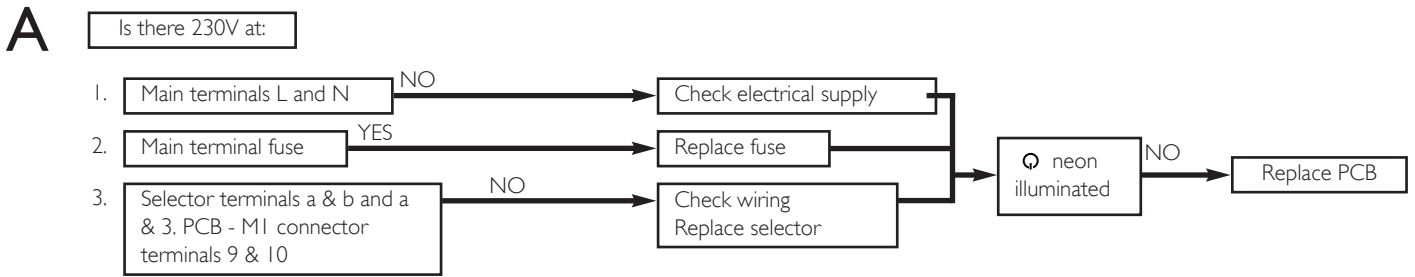 A
Is there 230V at:
1. Main terminals L and N
NO
Check electrical supply
2. Main terminal fuse
YES
Replace fuse
3. Selector terminals a & b and a
& 3. PCB - M1 connector
terminals 9 & 10
NO
Check wiring
Replace selector
neon
illuminated
NO
Replace PCB